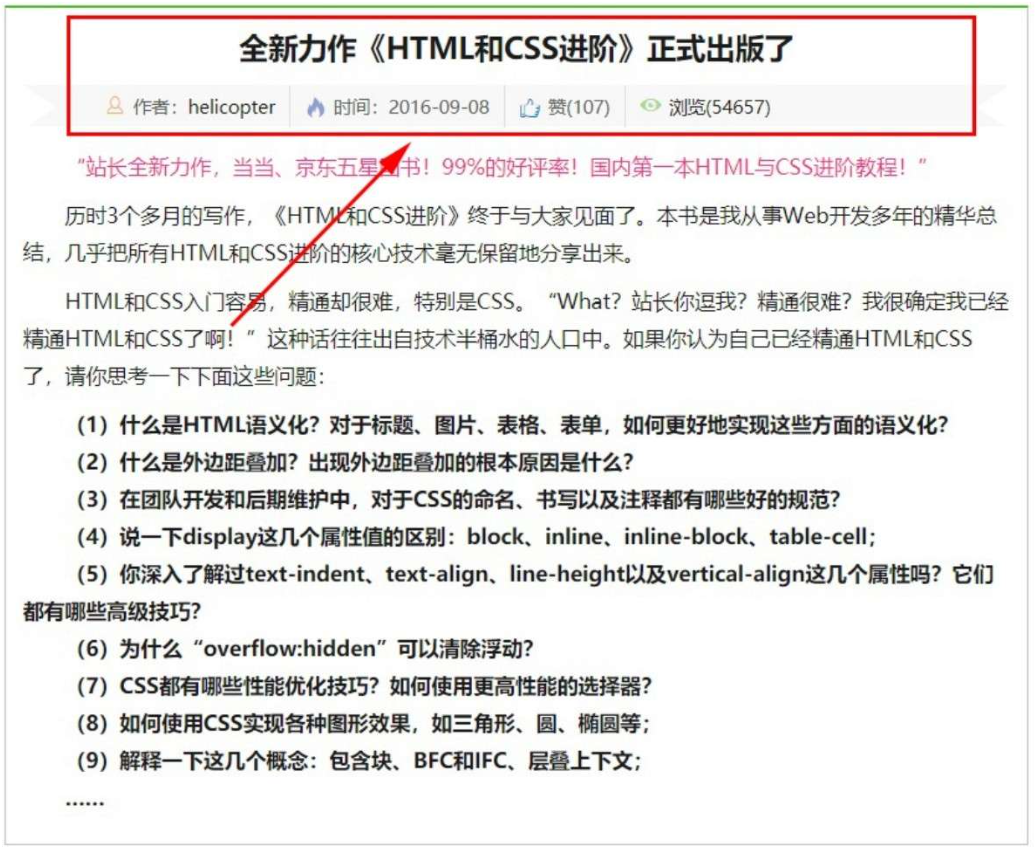 全新力作《HTML和CSS进阶》正式出版了
作者：helicopter 时间：2016-09-08 赞(107) 浏览(54657)
“站长全新力作，当当、京东五星图书！99%的好评率！国内第一本HTML与CSS进阶教程！”
历时3个多月的写作，《HTML和CSS进阶》终于与大家见面了。本书是我从事Web开发多年的精华总
结，几乎把所有HTML和CSS进阶的核心技术毫无保留地分享出来。
HTML和CSS入门容易，精通却很难，特别是CSS。“What？站长你逗我？精通很难？我很确定我已经
精通HTML和CSS了啊！”这种话往往出自技术半桶水的人口中。如果你认为自己已经精通HTML和CSS
了，请你思考一下下面这些问题：
（1）什么是HTML语义化？对于标题、图片、表格、表单，如何更好地实现这些方面的语义化？
（2）什么是外边距叠加？出现外边距叠加的根本原因是什么？
（3）在团队开发和后期维护中，对于CSS的命名、书写以及注释都有哪些好的规范？
（4）说一下display这几个属性值的区别：block、inline、inline-block、table-cell；
（5）你深入了解过text-indent、text-align、line-height以及vertical-align这几个属性吗？它们
都有哪些高级技巧？
（6）为什么“overflow:hidden”可以清除浮动？
（7）CSS都有哪些性能优化技巧？如何使用更高性能的选择器？
（8）如何使用CSS实现各种图形效果，如三角形、圆、椭圆等；
（9）解释一下这几个概念：包含块、BFC和IFC、层叠上下文；
……